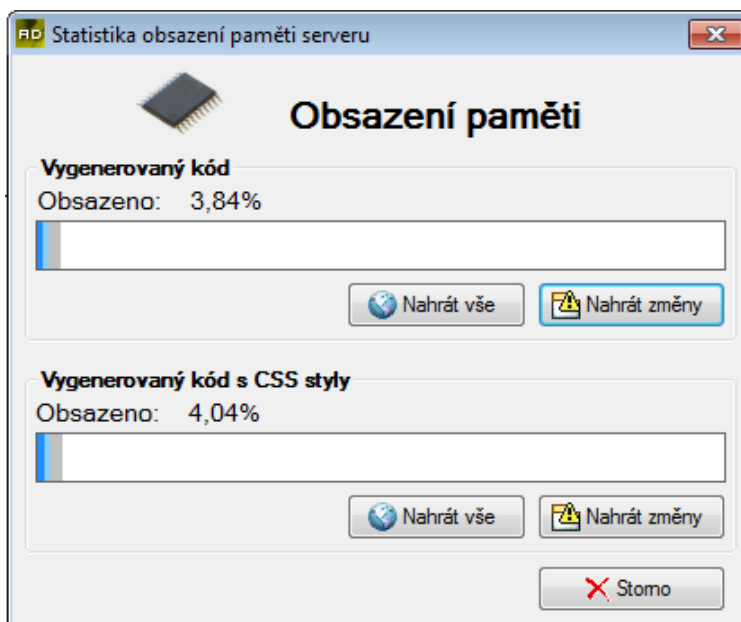 RD Statistika obsazení paměti serveru
Obsazení paměti
Vygenerovaný kód
Obsazeno: 3,84%
Nahrát vše Nahrát změny
Vygenerovaný kód s CSS styly
Obsazeno: 4,04%
Nahrát vše Nahrát změny
Storno